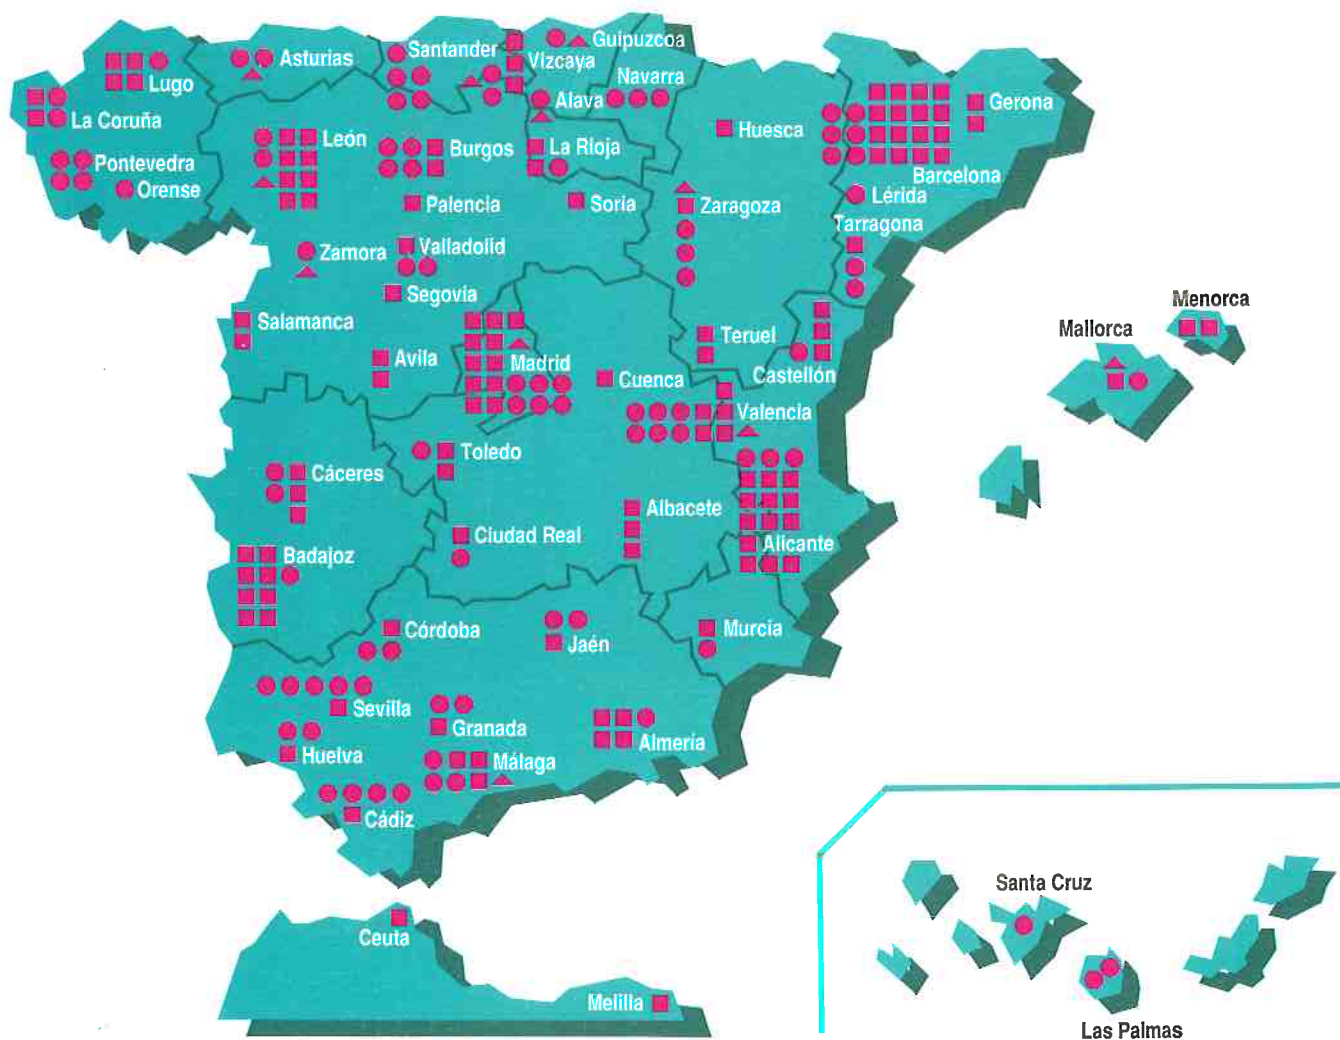 Lugo
Asturias
Santander
Vizcaya
Guipuzcoa
Navarra
Alava
La Coruña
Pontevedra
Orense
León
Burgos
La Rioja
Huesca
Gerona
Barcelona
Palencia
Soria
Zaragoza
Lérida
Tarragona
Zamora
Valladolid
Segovia
Salamanca
Avila
Madrid
Teruel
Castellón
Cuenca
Valencia
Menorca
Mallorca
Toledo
Cáceres
Albacete
Ciudad Real
Alicante
Badajoz
Córdoba
Jaén
Murcia
Sevilla
Granada
Almería
Huelva
Málaga
Cádiz
Ceuta
Melilla
Santa Cruz
Las Palmas